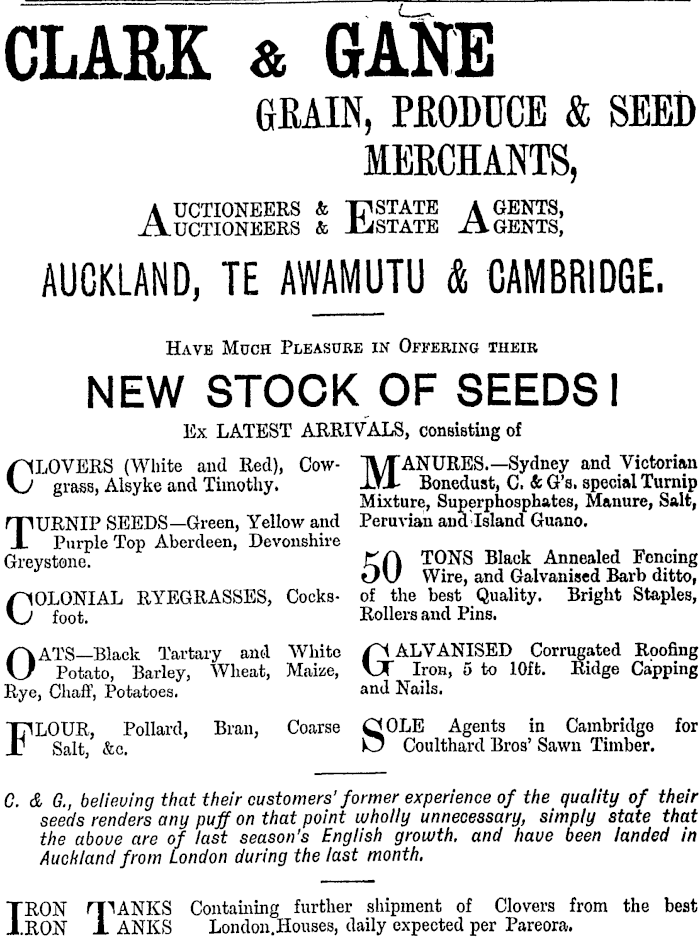 CLARK & GANE
GRAIN, PRODUCE & SEED
MERCHANTS,
AUCTIONEERS & ESTATE AGENTS,
AUCTIONEERS & ESTATE AGENTS,
AUCKLAND, TE AWAMUTU & CAMBRIDGE.
HAVE MUCH PLEASURE IN OFFERING THEIR
NEW STOCK OF SEEDS!
Ex LATEST ARRIVALS, consisting of
CLOVERS (White and Red), Cow-
grass, Alsyke and Timothy.
TURNIP SEEDS—Green, Yellow and
Purple Top Aberdeen, Devonshire
Greystone.
COLONIAL RYEGRASSES, Cocks-
foot.
OATS—Black Tartary and White
Potato, Barley, Wheat, Maize,
Rye, Chaff, Potatoes.
FLOUR, Pollard, Bran, Coarse
Salt, &c.
MANURES.—Sydney and Victorian
Bonedust, C. & G's. special Turnip
Mixture, Superphosphates, Manure, Salt,
Peruvian and Island Guano.
50 TONS Black Annealed Fencing
Wire, and Galvanised Barb ditto,
of the best Quality. Bright Staples,
Rollers and Pins.
GALVANISED Corrugated Roofing
Iron, 5 to 10ft. Ridge Capping
and Nails.
SOLE Agents in Cambridge for
Coulthard Bros' Sawn Timber.
C. & G., believing that their customers' former experience of the quality of their
seeds renders any puff on that point wholly unnecessary, simply state that
the above are of last season's English growth. and have been landed in
Auckland from London during the last month.
IRON TANKS Containing further shipment of Clovers from the best
IRON TANKS London Houses, daily expected per Pareora.